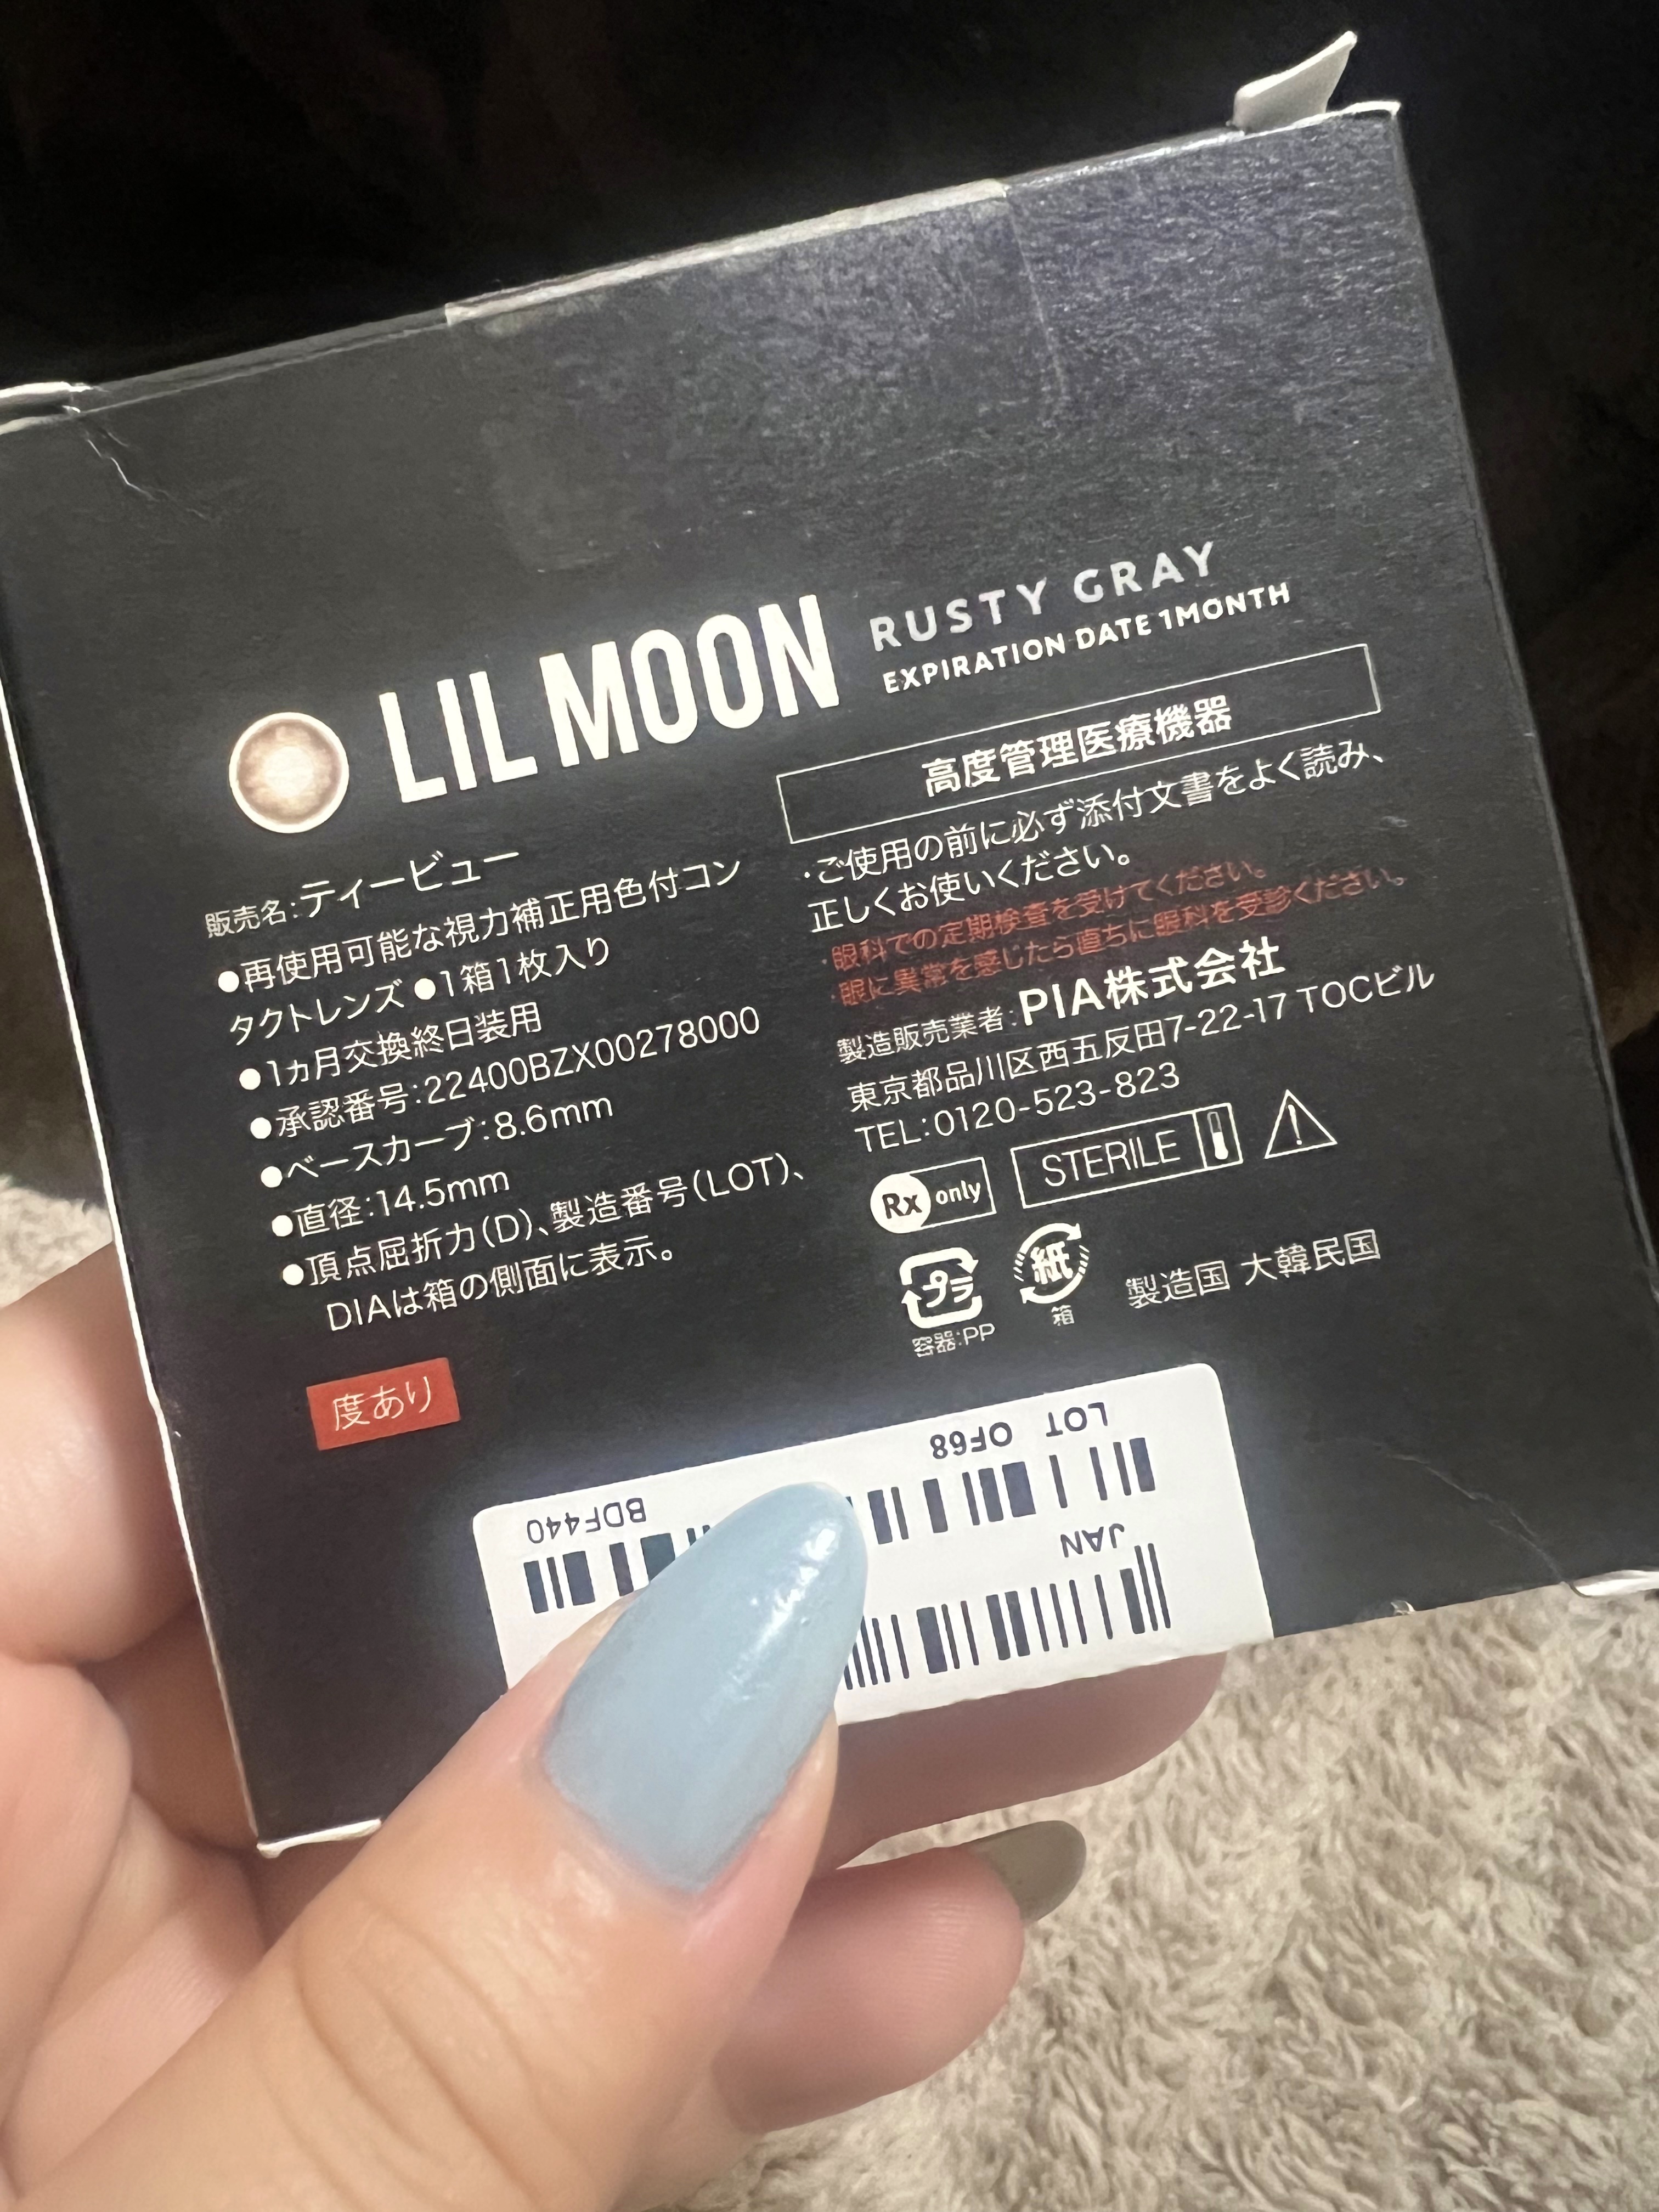 LIL MOON
RUSTY GRAY
EXPIRATION DATE 1MONTH
販売名:ティービュー
●再使用可能な視力補正用色付コン
タクトレンズ ●1箱1枚入り
●1ヵ月交換終日装用
●承認番号:22400BZX00278000
●ベースカーブ:8.6mm
●直径:14.5mm
●頂点屈折力(D)、製造番号(LOT)、
DIAは箱の側面に表示。
度あり
高度管理医療機器
・ご使用の前に必ず添付文書をよく読み、
正しくお使いください。
・眼科での定期検査を受けてください。
・眼に異常を感じたら直ちに眼科を受診ください。
製造販売業者:PIA株式会社
東京都品川区西五反田7-22-17 TOCビル
TEL:0120-523-823
Rx only
STERILE
プラ
容器:PP
紙
箱
製造国 大韓民国
LOT OF68
BDF440
JAN